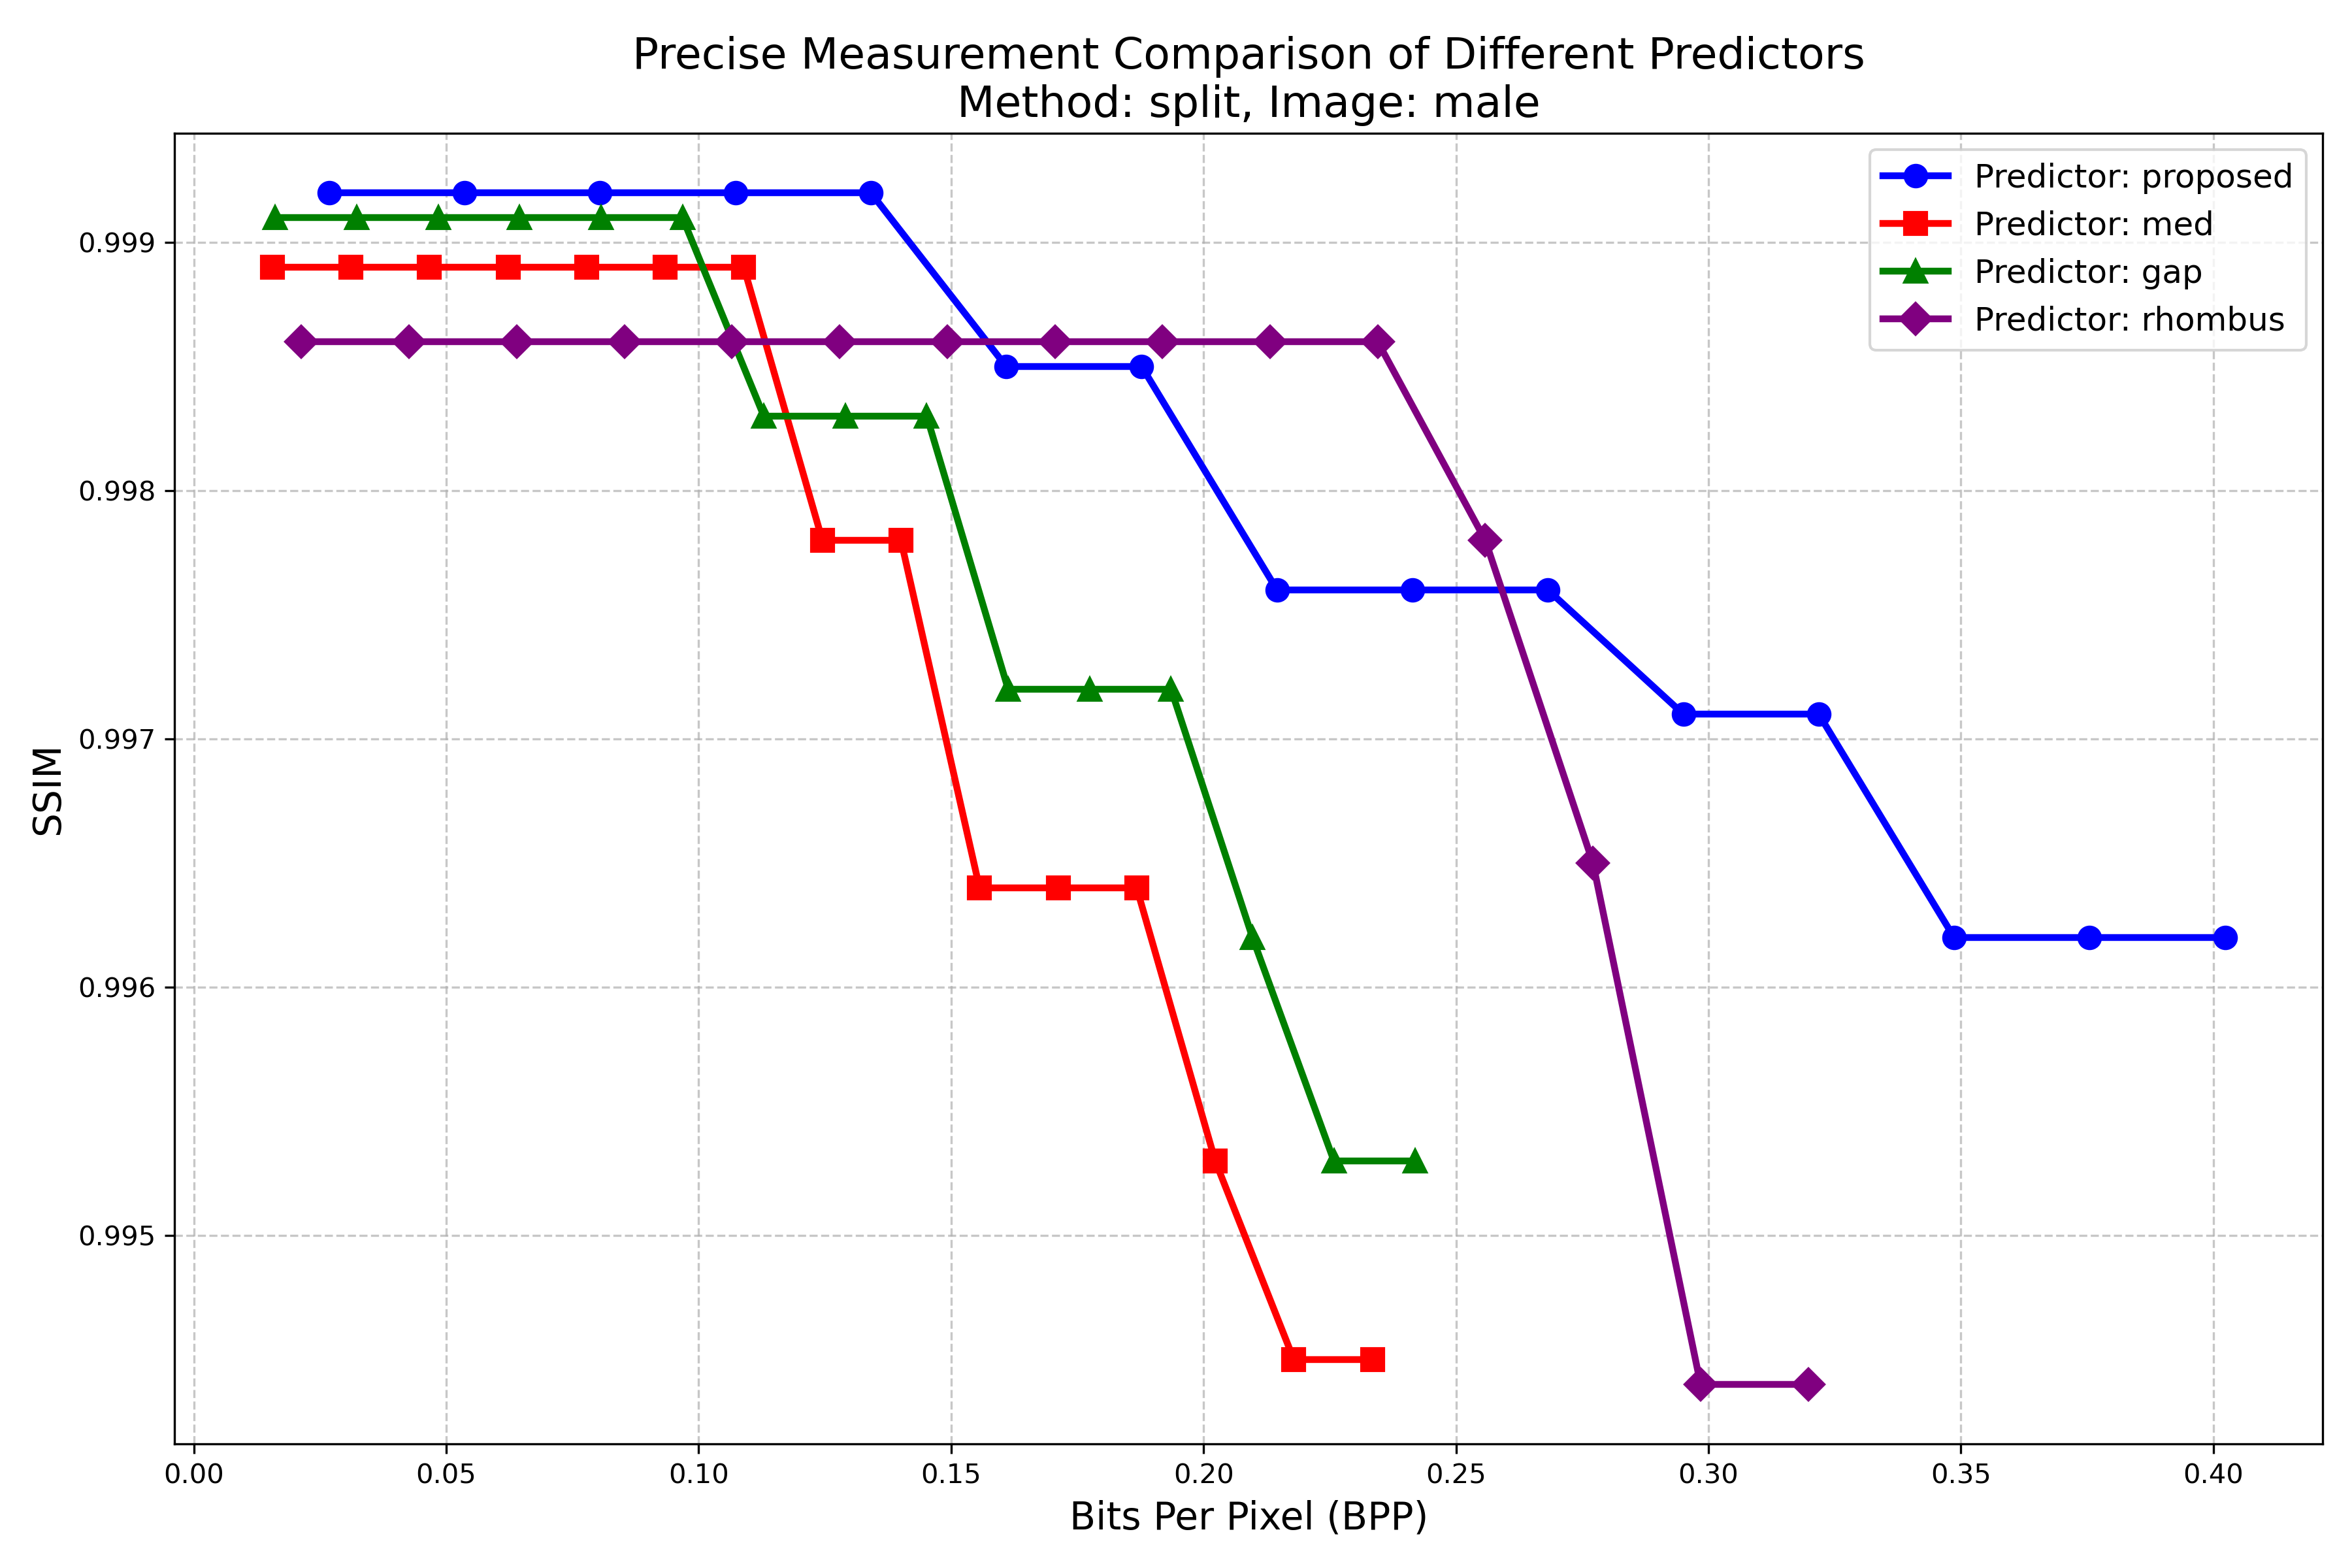 Precise Measurement Comparison of Different Predictors
Method: split, Image: male
Predictor: proposed
Predictor: med
Predictor: gap
Predictor: rhombus
SSIM
0.999
0.998
0.997
0.996
0.995
0.00 0.05 0.10 0.15 0.20 0.25 0.30 0.35 0.40
Bits Per Pixel (BPP)